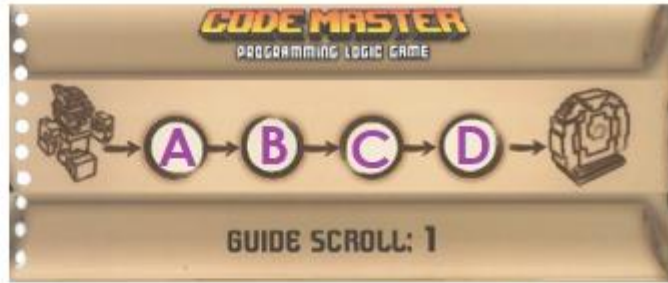 CODE MASTER
PROGRAMMING LOGIC GAME
A B C D
GUIDE SCROLL: 1